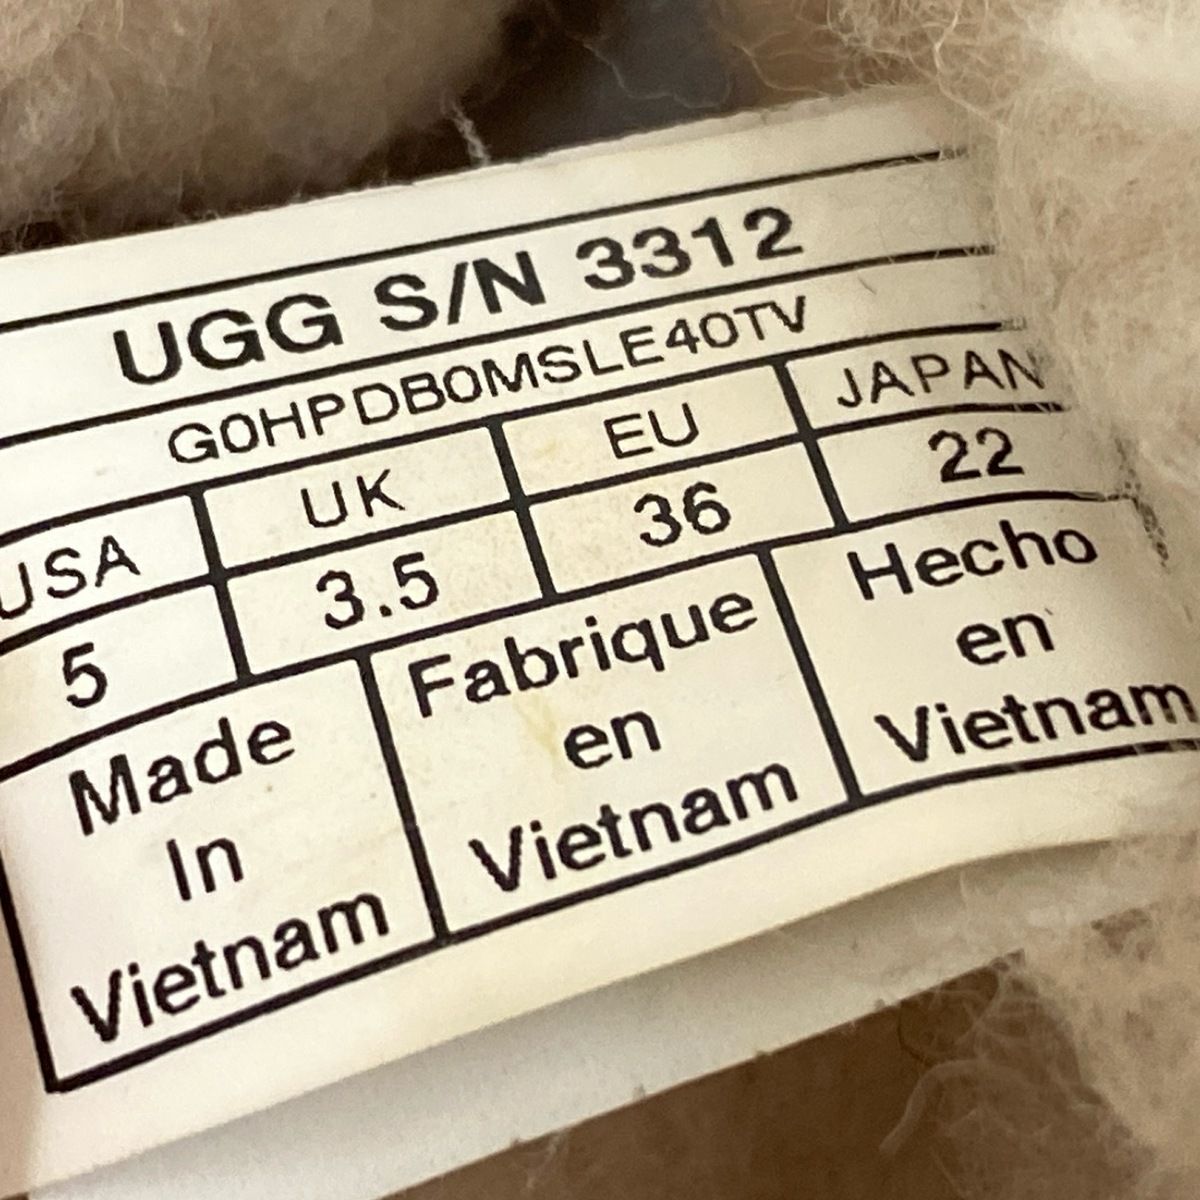 UGG S/N 3312
G0HPDBOMSLE40TV
USA UK EU JAPAN
5 3.5 36 22
Made In Vietnam
Fabrique en Vietnam
Hecho en Vietnam